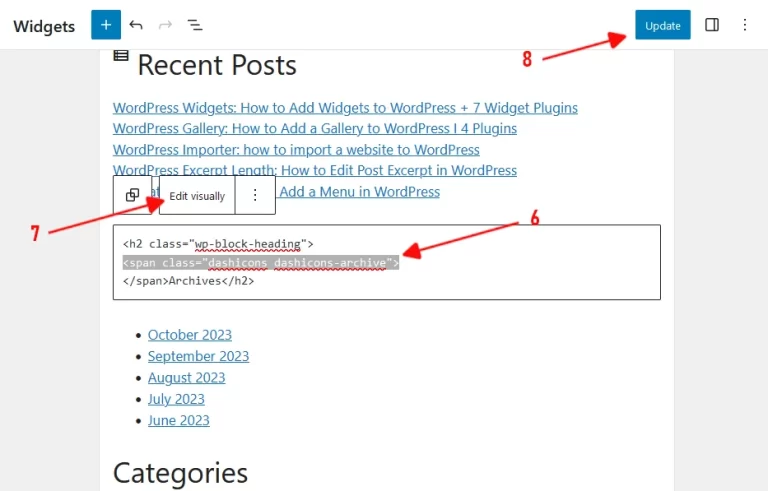 Widgets
Update
8
Recent Posts
WordPress Widgets: How to Add Widgets to WordPress + 7 Widget Plugins
WordPress Gallery: How to Add a Gallery to WordPress I 4 Plugins
WordPress Importer: how to import a website to WordPress
WordPress Excerpt Length: How to Edit Post Excerpt in WordPress
Add a Menu in WordPress
Edit visually
7
6
<h2 class="wp-block-heading">
<span class="dashicons dashicons-archive">
</span>Archives</h2>
October 2023
September 2023
August 2023
July 2023
June 2023
Categories